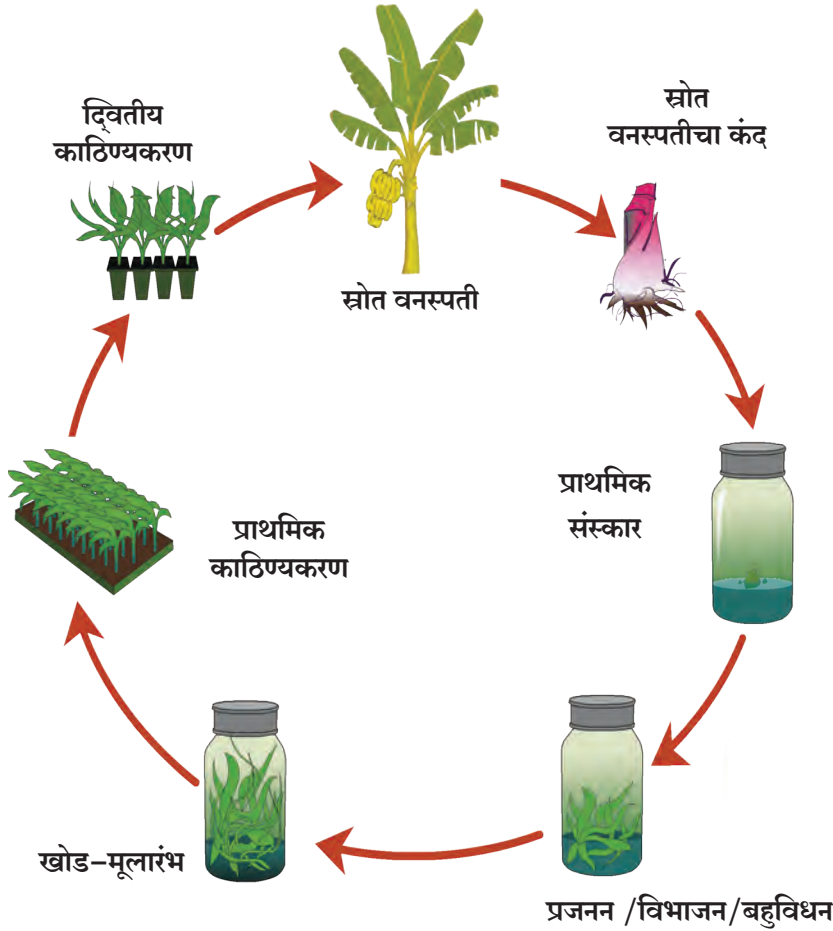 स्रोत वनस्पती
स्रोत
वनस्पतीचा कंद
प्राथमिक
संस्कार
प्रजनन /विभाजन/बहुविधन
खोड–मूलारंभ
प्राथमिक
काठिण्यकरण
द्वितीय
काठिण्यकरण